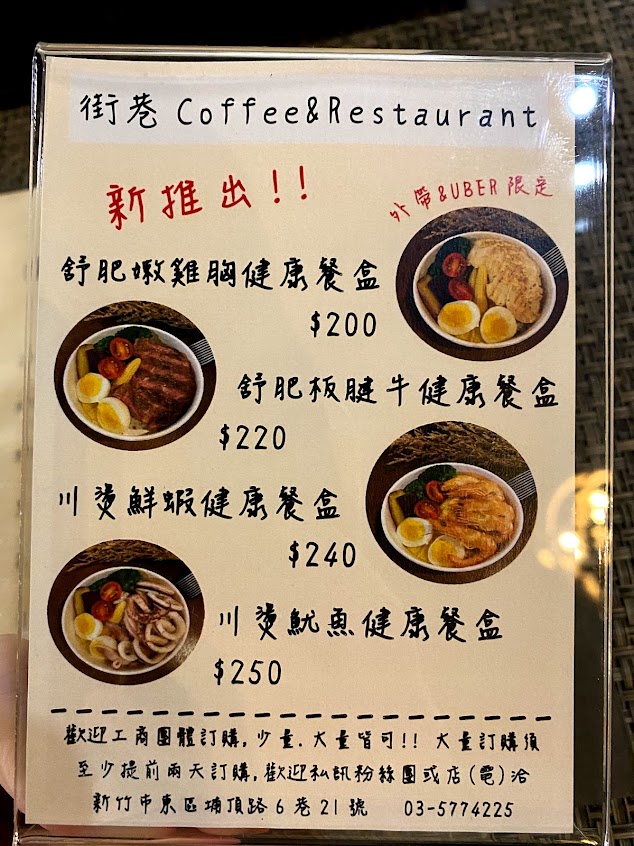 街巷 Coffee&Restaurant
新推出!!
外帶&UBER限定
舒肥嫩雞胸健康餐盒
$200
舒肥板腱牛健康餐盒
$220
川燙鮮蝦健康餐盒
$240
川燙魷魚健康餐盒
$250
歡迎工商團體訂購,少量.大量皆可!! 大量訂購須
至少提前兩天訂購,歡迎私訊粉絲團或店(電)洽
新竹市東區埔頂路6巷21號 03-5774225